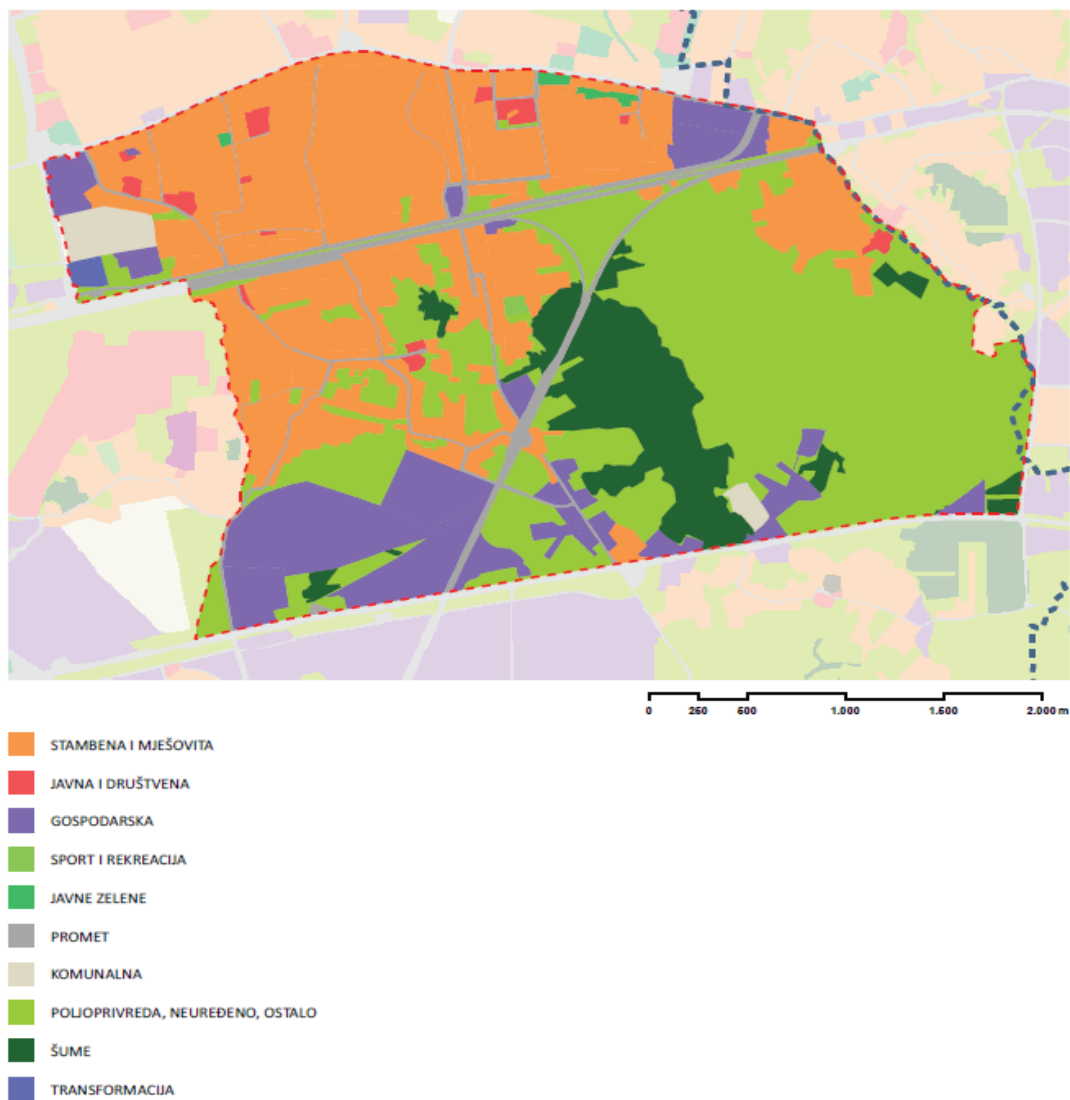 0 250 500 1.000 1.500 2.000 m
STAMBENA I MJEŠOVITA
JAVNA I DRUŠTVENA
GOSPODARSKA
SPORT I REKREACIJA
JAVNE ZELENE
PROMET
KOMUNALNA
POLJOPRIVREDA, NEUREĐENO, OSTALO
ŠUME
TRANSFORMACIJA